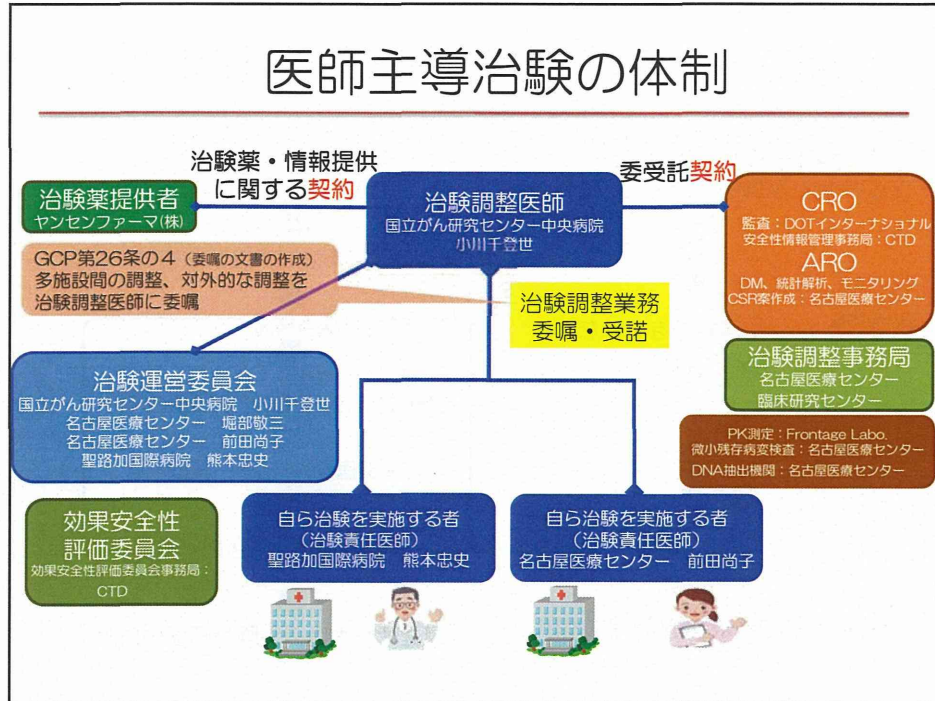 医師主導治験の体制
治験薬・情報提供
に関する契約
委受託契約
治験薬提供者
ヤンセンファーマ(株)
治験調整医師
国立がん研究センター中央病院
小川千登世
CRO
監査：DOTインターナショナル
安全性情報管理事務局：CTD
ARO
DM、統計解析、モニタリング
CSR案作成：名古屋医療センター
GCP第26条の4 (委嘱の文書の作成)
多施設間の調整、対外的な調整を
治験調整医師に委嘱
治験調整業務
委嘱・受諾
治験調整事務局
名古屋医療センター
臨床研究センター
治験運営委員会
国立がん研究センター中央病院 小川千登世
名古屋医療センター 堀部敬三
名古屋医療センター 前田尚子
聖路加国際病院 熊本忠史
PK測定：Frontage Labo.
微小残存病変検査：名古屋医療センター
DNA抽出機関：名古屋医療センター
効果安全性
評価委員会
効果安全性評価委員会事務局：
CTD
自ら治験を実施する者
(治験責任医師)
聖路加国際病院 熊本忠史
自ら治験を実施する者
(治験責任医師)
名古屋医療センター 前田尚子